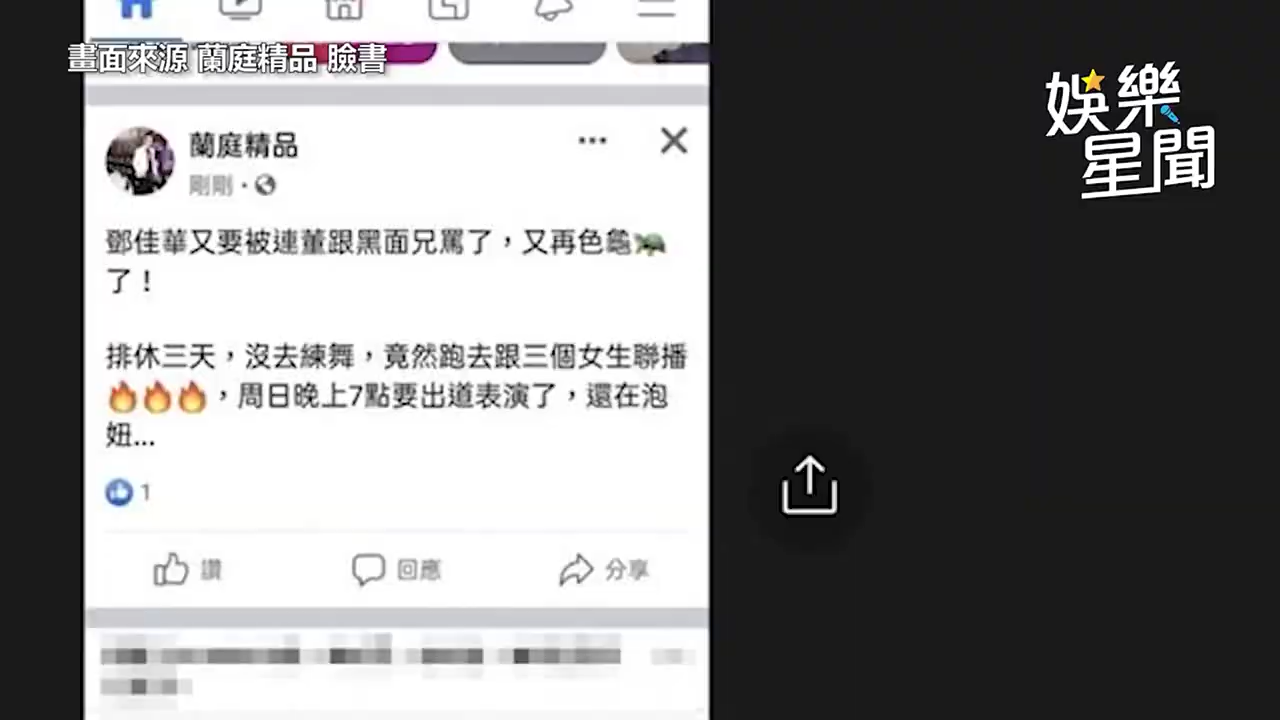 畫面來源 蘭庭精品 臉書
娛樂
星聞
蘭庭精品
剛剛·
鄧佳華又要被連董跟黑面兄罵了，又再色龜🐢
了！
排休三天，沒去練舞，竟然跑去跟三個女生聯播
🔥🔥🔥，周日晚上7點要出道表演了，還在泡
妞...
1
讚 回應 分享